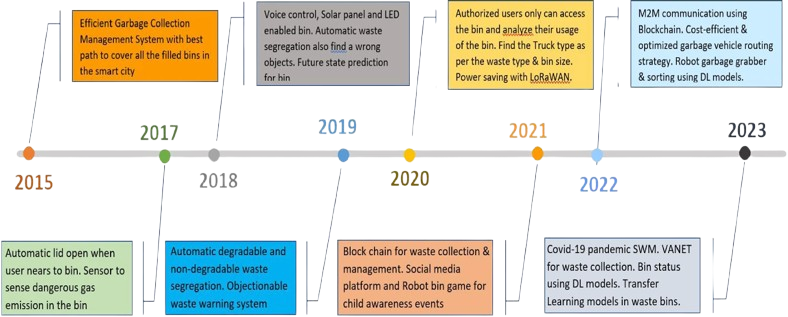 Efficient Garbage Collection
Management System with best
path to cover all the filled bins in
the smart city
Voice control, Solar panel and LED
enabled bin. Automatic waste
segregation also find a wrong
objects. Future state prediction
for bin
Authorized users only can access
the bin and analyze their usage
of the bin. Find the Truck type as
per the waste type & bin size.
Power saving with LoRaWAN.
M2M communication using
Blockchain. Cost-efficient &
optimized garbage vehicle routing
strategy. Robot garbage grabber
& sorting using DL models.
2015
2017
2018
2019
2020
2021
2022
2023
Automatic lid open when
user nears to bin. Sensor to
sense dangerous gas
emission in the bin
Automatic degradable and
non-degradable waste
segregation. Objectionable
waste warning system
Block chain for waste collection &
management. Social media
platform and Robot bin game for
child awareness events
Covid-19 pandemic SWM. VANET
for waste collection. Bin status
using DL models. Transfer
Learning models in waste bins.